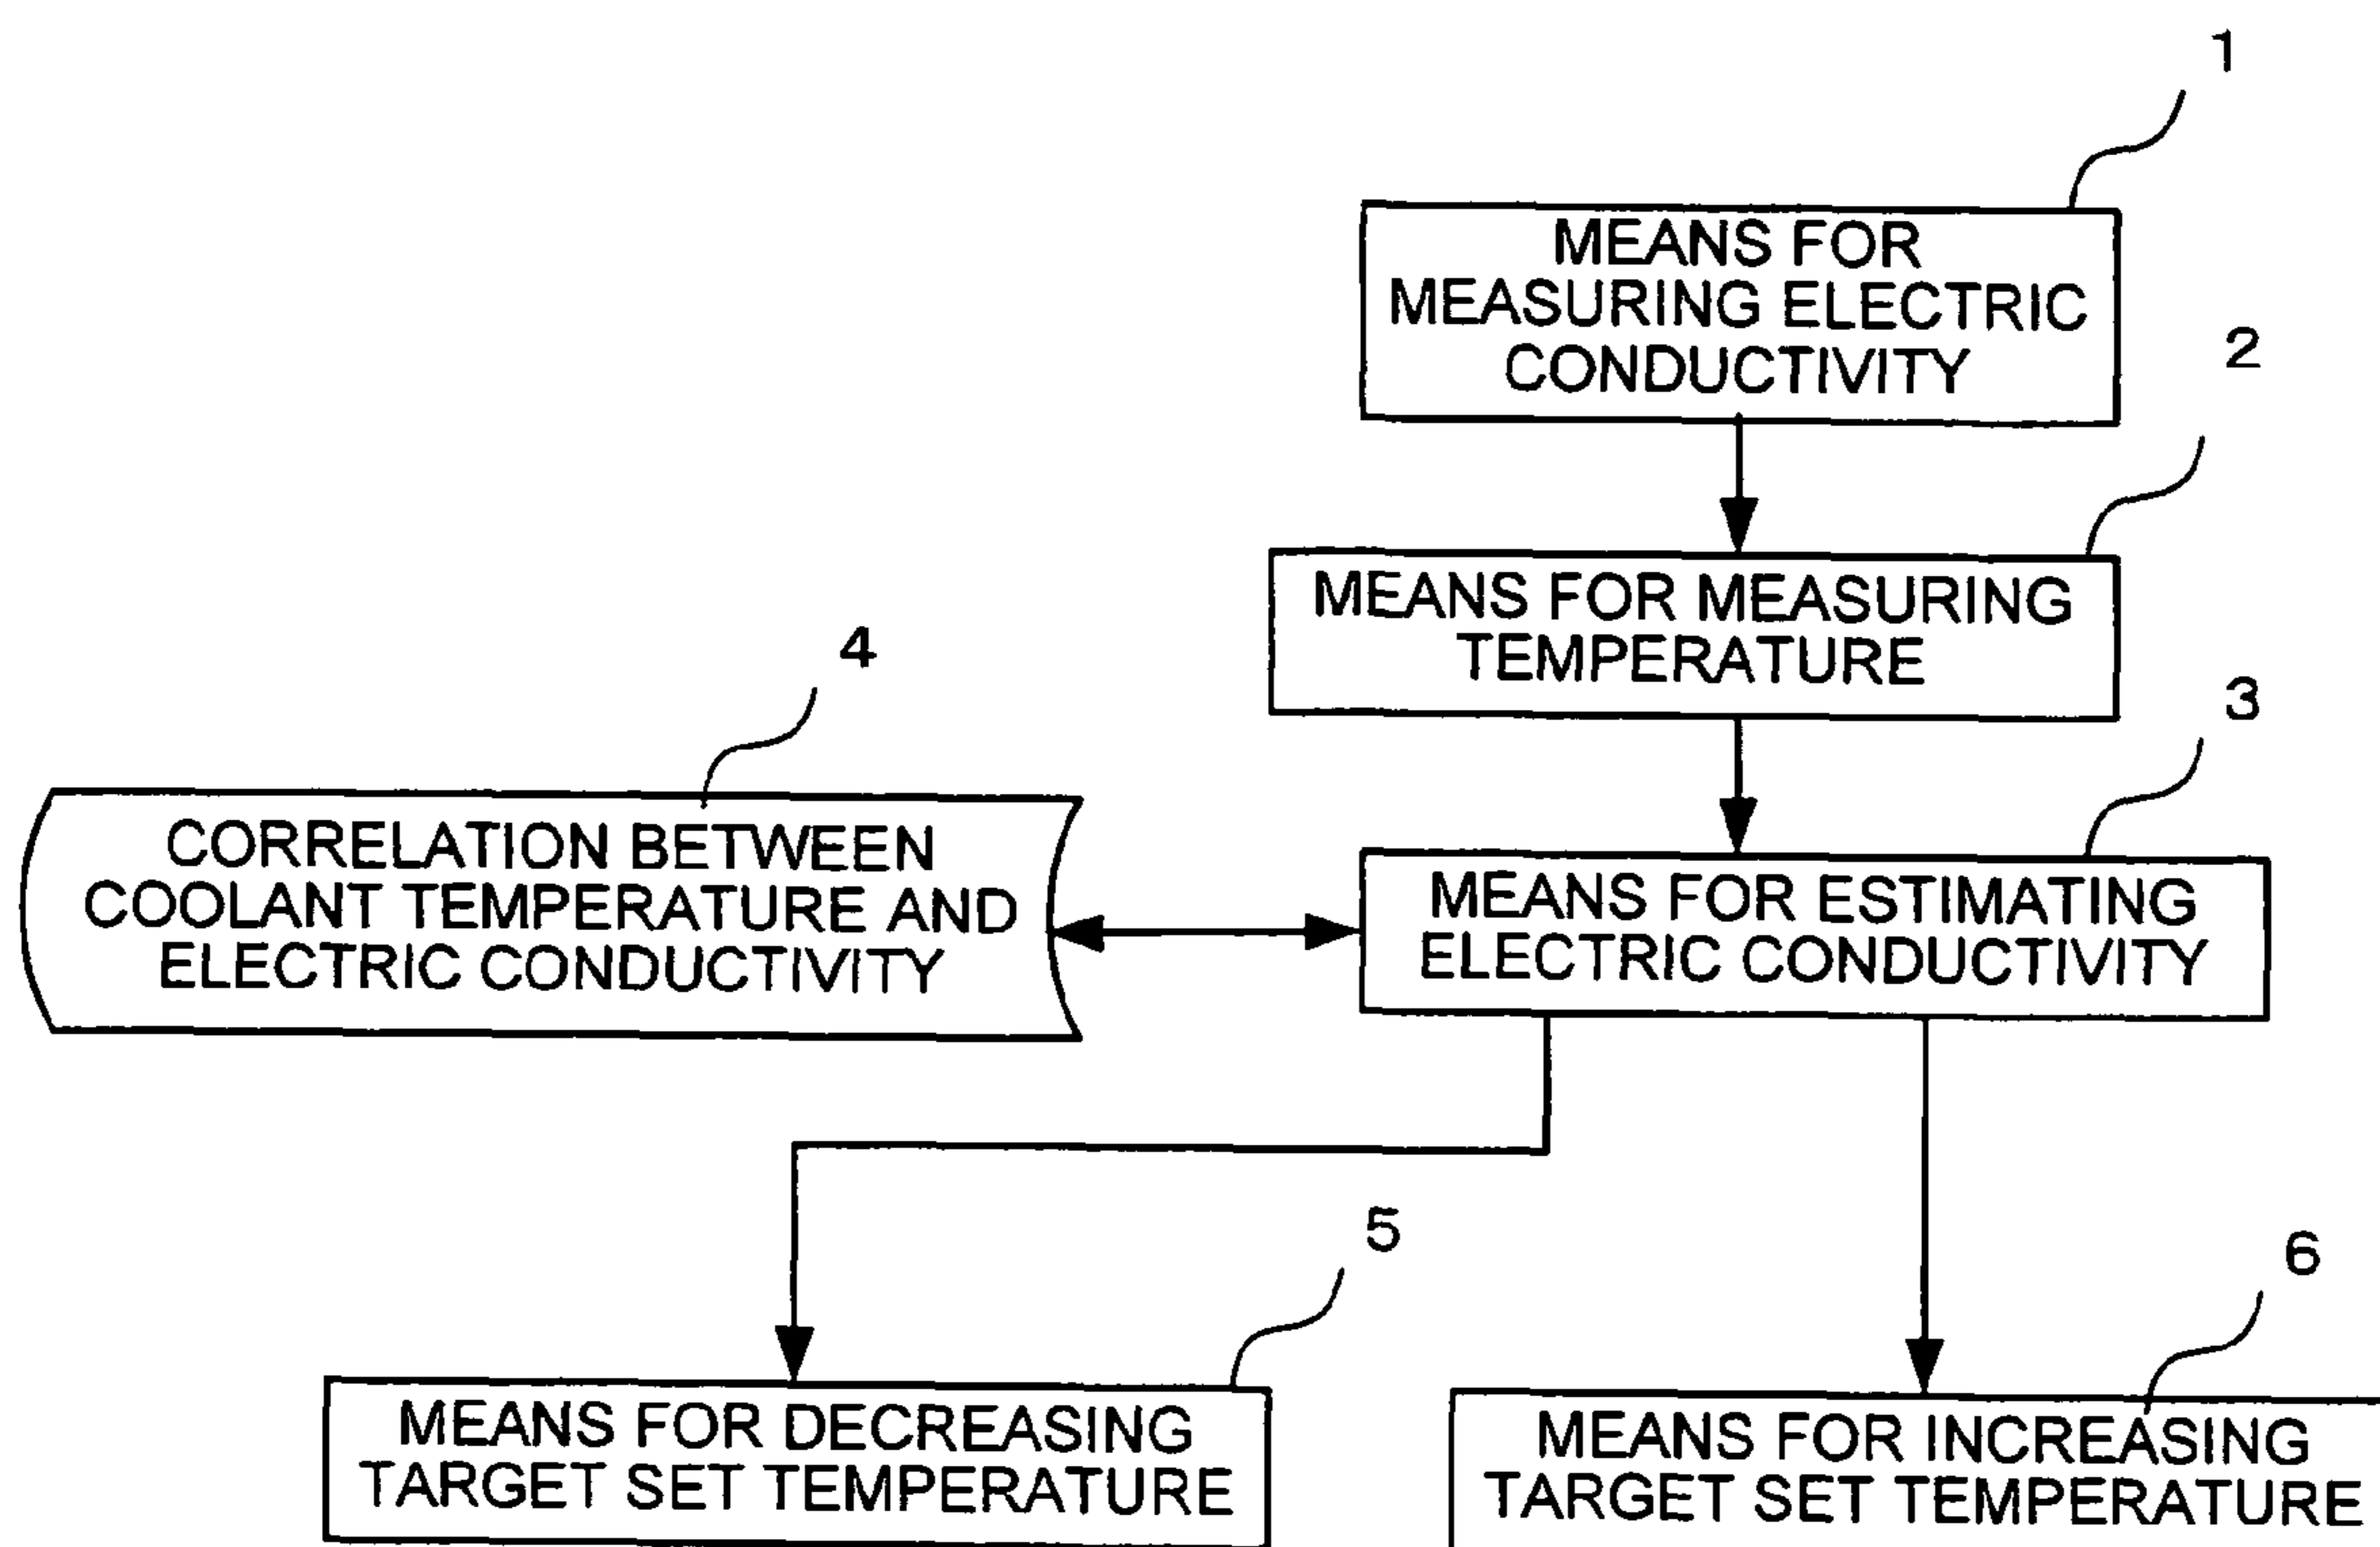 1
MEANS FOR
MEASURING ELECTRIC
CONDUCTIVITY
2
MEANS FOR MEASURING
TEMPERATURE
3
MEANS FOR ESTIMATING
ELECTRIC CONDUCTIVITY
4
CORRELATION BETWEEN
COOLANT TEMPERATURE AND
ELECTRIC CONDUCTIVITY
5
MEANS FOR DECREASING
TARGET SET TEMPERATURE
6
MEANS FOR INCREASING
TARGET SET TEMPERATURE